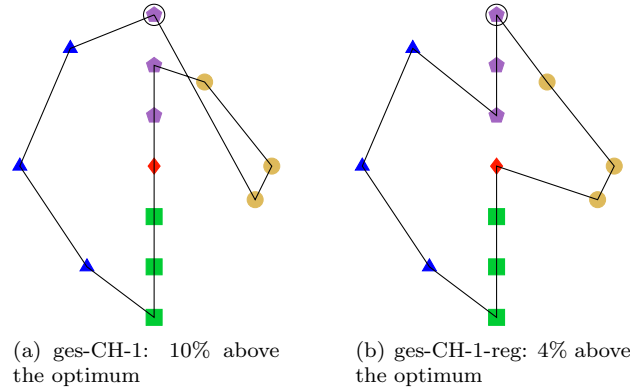 (a) ges-CH-1: 10% above
the optimum
(b) ges-CH-1-reg: 4% above
the optimum